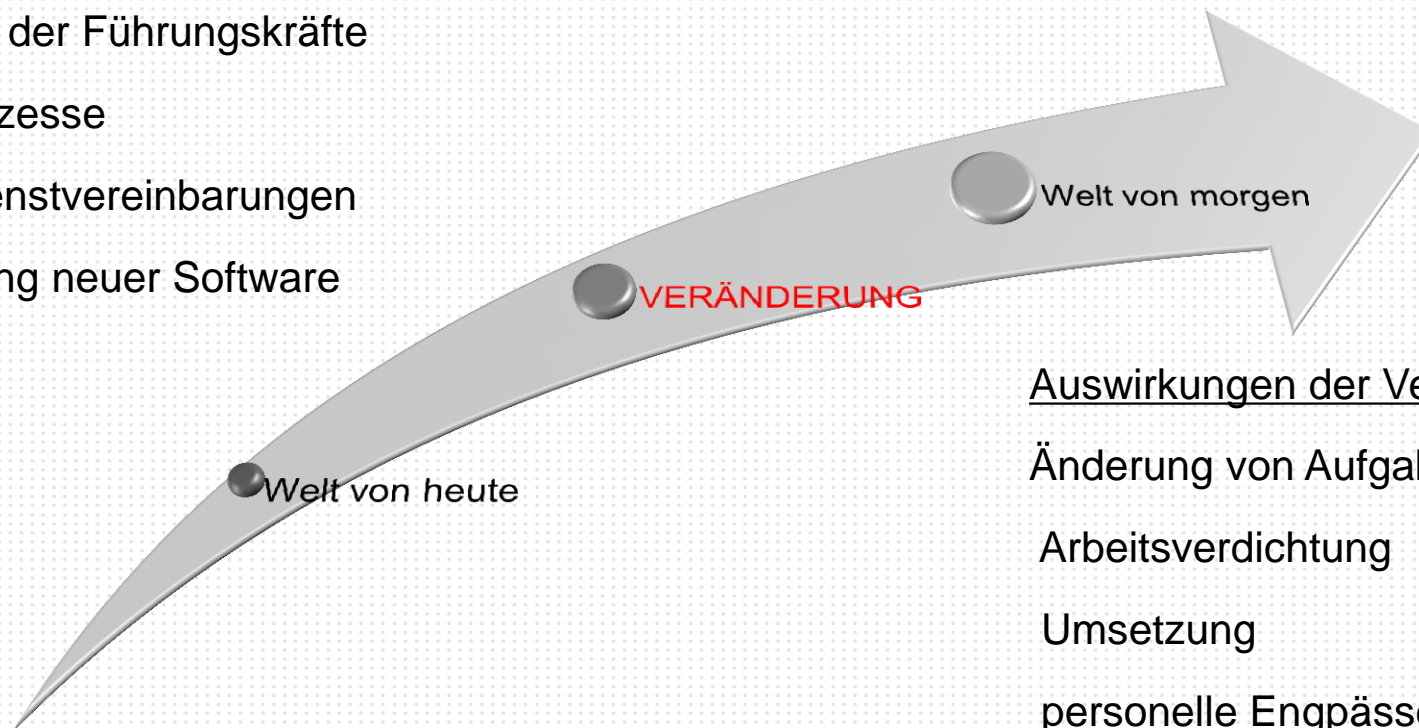 der Führungskräfte
zesse
enstvereinbarungen
ng neuer Software
Welt von morgen
VERÄNDERUNG
Welt von heute
Auswirkungen der Ve
Änderung von Aufga
Arbeitsverdichtung
Umsetzung
personelle Engpässe